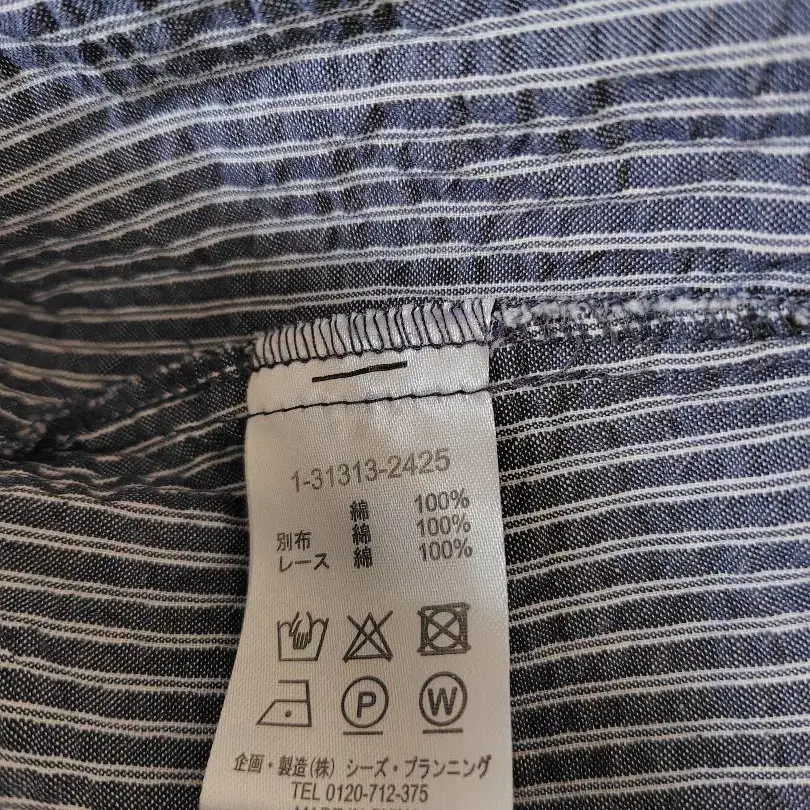 1-31313-2425
綿 100%
別布 綿 100%
レース 綿 100%
P W
企画・製造(株) シーズ・プランニング
TEL 0120-712-375